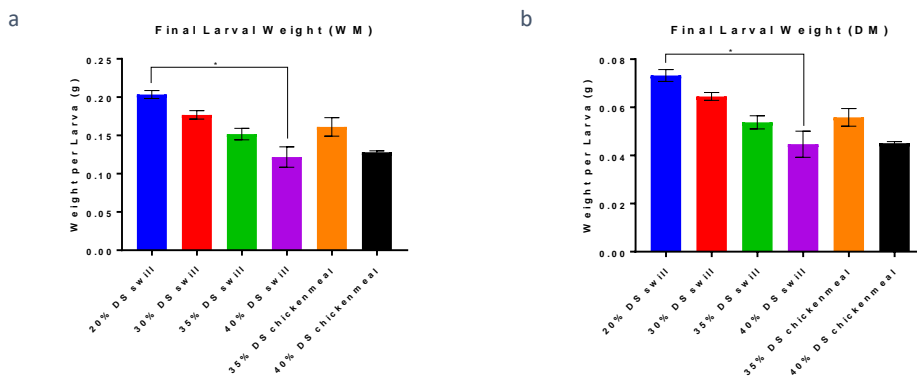 a
Final Larval Weight (WM)
Weight per Larva (g)
0.25
0.20
0.15
0.10
0.05
0.00
*
20% DS swill
30% DS swill
35% DS swill
40% DS swill
35% DS chickenmeal
40% DS chickenmeal
b
Final Larval Weight (DM)
Weight per Larva (g)
0.08
0.06
0.04
0.02
0.00
*
20% DS swill
30% DS swill
35% DS swill
40% DS swill
35% DS chickenmeal
40% DS chickenmeal